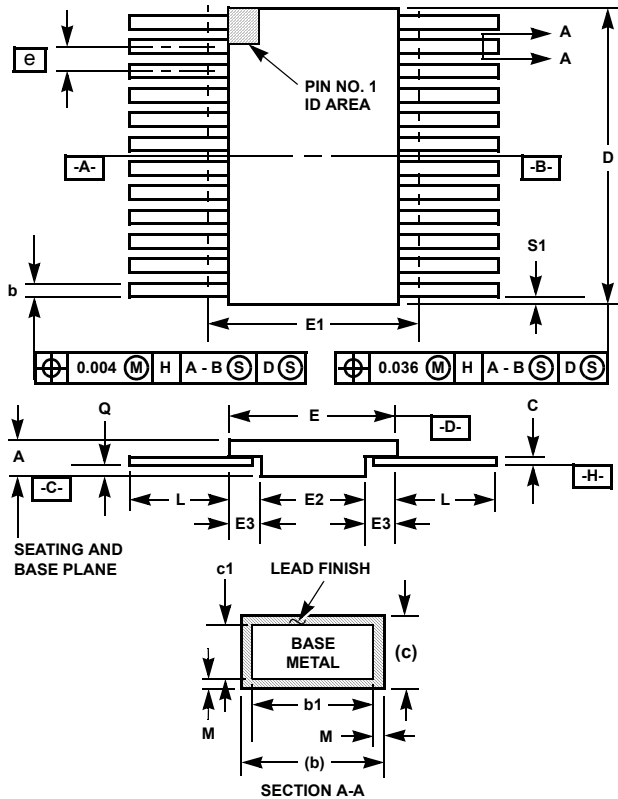 e
A
A
PIN NO. 1
ID AREA
-A-
-B-
D
S1
b
E1
0.004 M H A - B S D S
0.036 M H A - B S D S
Q
E
C
-D-
A
-C-
-H-
L
E2
L
E3
E3
SEATING AND
BASE PLANE
c1
LEAD FINISH
BASE
METAL
(c)
b1
M
M
(b)
SECTION A-A